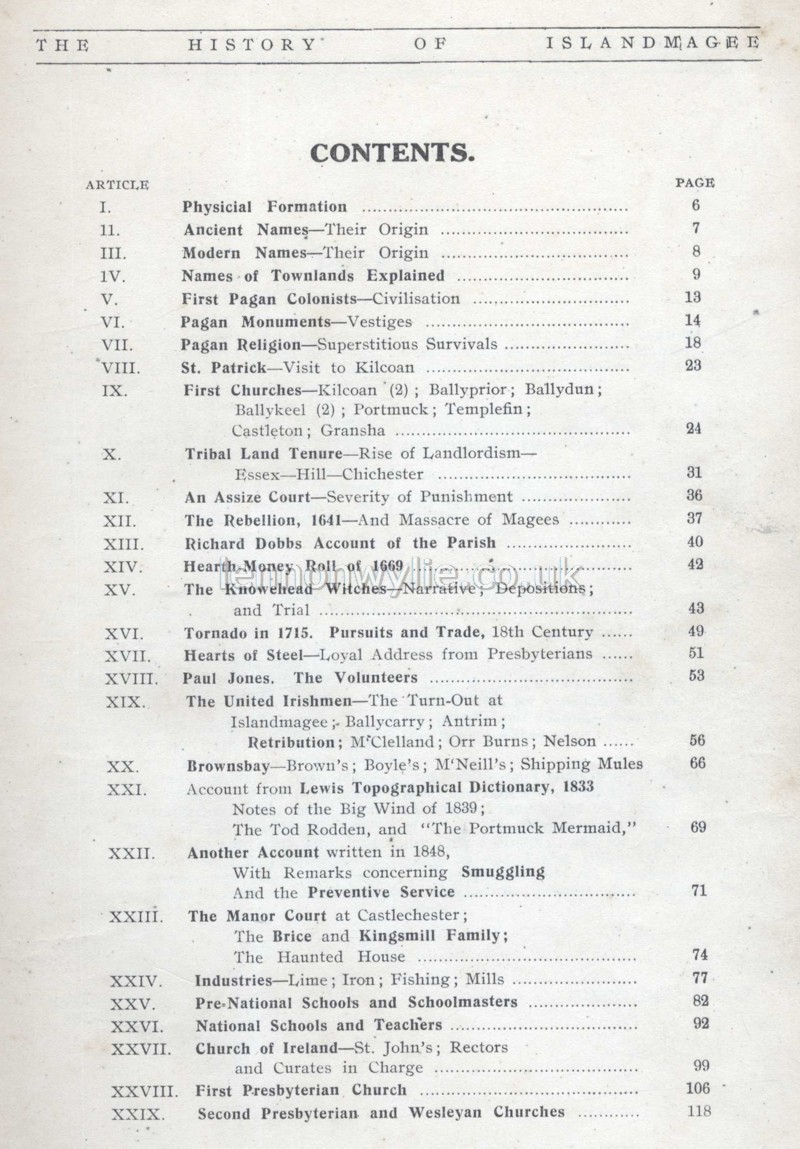 THE HISTORY OF ISLANDMAGEE
CONTENTS.
ARTICLE PAGE
I. Physicial Formation ........ 6
11. Ancient Names—Their Origin ........ 7
III. Modern Names—Their Origin ........ 8
1V. Names of Townlands Explained ........ 9
V. First Pagan Colonists—Civilisation ........ 13
VI. Pagan Monuments—Vestiges ........ 14
VII. Pagan Religion—Superstitious Survivals ........ 18
VIII. St. Patrick—Visit to Kilcoan ........ 23
IX. First Churches—Kilcoan (2) ; Ballyprior ; Ballydun ;
Ballykeel (2) ; Portmuck ; Templefin ;
Castleton ; Gransha ........ 24
X. Tribal Land Tenure—Rise of Landlordism—
Essex—Hill—Chichester ........ 31
XI. An Assize Court—Severity of Punishment ........ 36
XII. The Rebellion, 1641—And Massacre of Magees ........ 37
XIII. Richard Dobbs Account of the Parish ........ 40
XIV. Hearth-Money Roll of 1669 ........ 42
lennonwylie.co.uk
XV. The Knowehead Witches—Narrative ; Depositions ;
and Trial ........ 43
XVI. Tornado in 1715. Pursuits and Trade, 18th Century ...... 49
XVII. Hearts of Steel—Loyal Address from Presbyterians ...... 51
XVIII. Paul Jones. The Volunteers ........ 53
XIX. The United Irishmen—The Turn-Out at
Islandmagee ; Ballycarry ; Antrim ;
Retribution ; M'Clelland ; Orr Burns ; Nelson ...... 56
XX. Brownsbay—Brown's ; Boyle's ; M'Neill's ; Shipping Mules 66
XXI. Account from Lewis Topographical Dictionary, 1833
Notes of the Big Wind of 1839 ;
The Tod Rodden, and "The Portmuck Mermaid," 69
XXII. Another Account written in 1848,
With Remarks concerning Smuggling
And the Preventive Service ........ 71
XXIII. The Manor Court at Castlechester ;
The Brice and Kingsmill Family ;
The Haunted House ........ 74
XXIV. Industries—Lime ; Iron ; Fishing ; Mills ........ 77
XXV. Pre-National Schools and Schoolmasters ........ 82
XXVI. National Schools and Teachers ........ 92
XXVII. Church of Ireland—St. John's ; Rectors
and Curates in Charge ........ 99
XXVIII. First Presbyterian Church ........ 106
XXIX. Second Presbyterian and Wesleyan Churches ........ 118